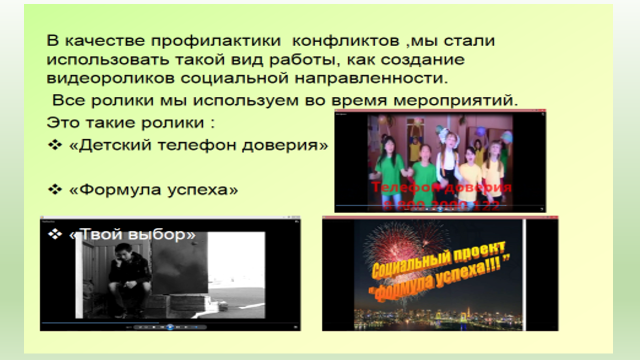 В качестве профилактики конфликтов ,мы стали
использовать такой вид работы, как создание
видеороликов социальной направленности.
Все ролики мы используем во время мероприятий.
Это такие ролики :
❖ «Детский телефон доверия»
Телефон доверия
❖ «Формула успеха»
❖ «Твой выбор»
Социальный проект
“формула успеха!!! ”